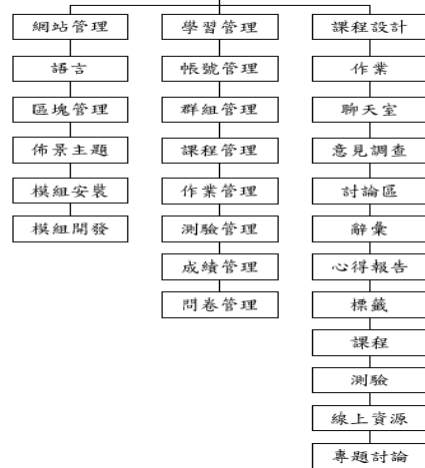 網站管理
語言
區塊管理
佈景主題
模組安裝
模組開發
學習管理
帳號管理
群組管理
課程管理
作業管理
測驗管理
成績管理
問卷管理
課程設計
作業
聊天室
意見調查
討論區
辭彙
心得報告
標籤
課程
測驗
線上資源
專題討論